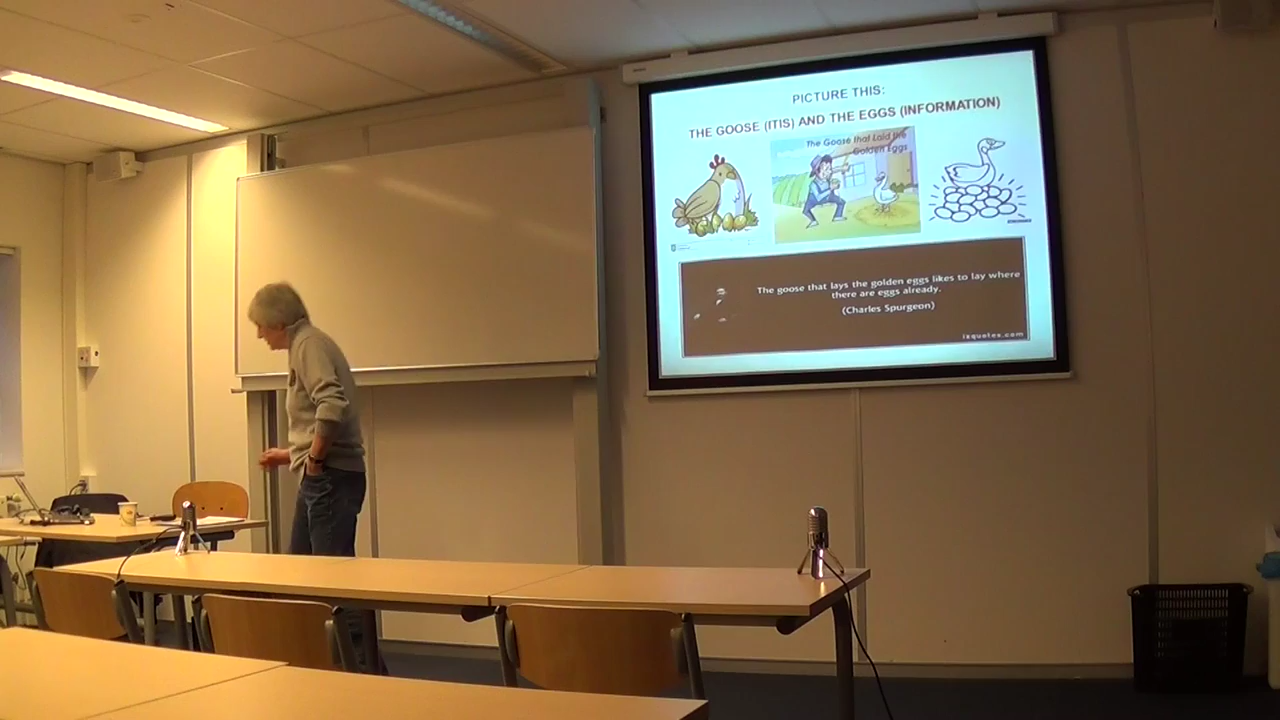 PICTURE THIS:
THE GOOSE (ITIS) AND THE EGGS (INFORMATION)
The Goose that Laid the
Golden Eggs
The goose that lays the golden eggs likes to lay where
there are eggs already.
(Charles Spurgeon)
izquotes.com